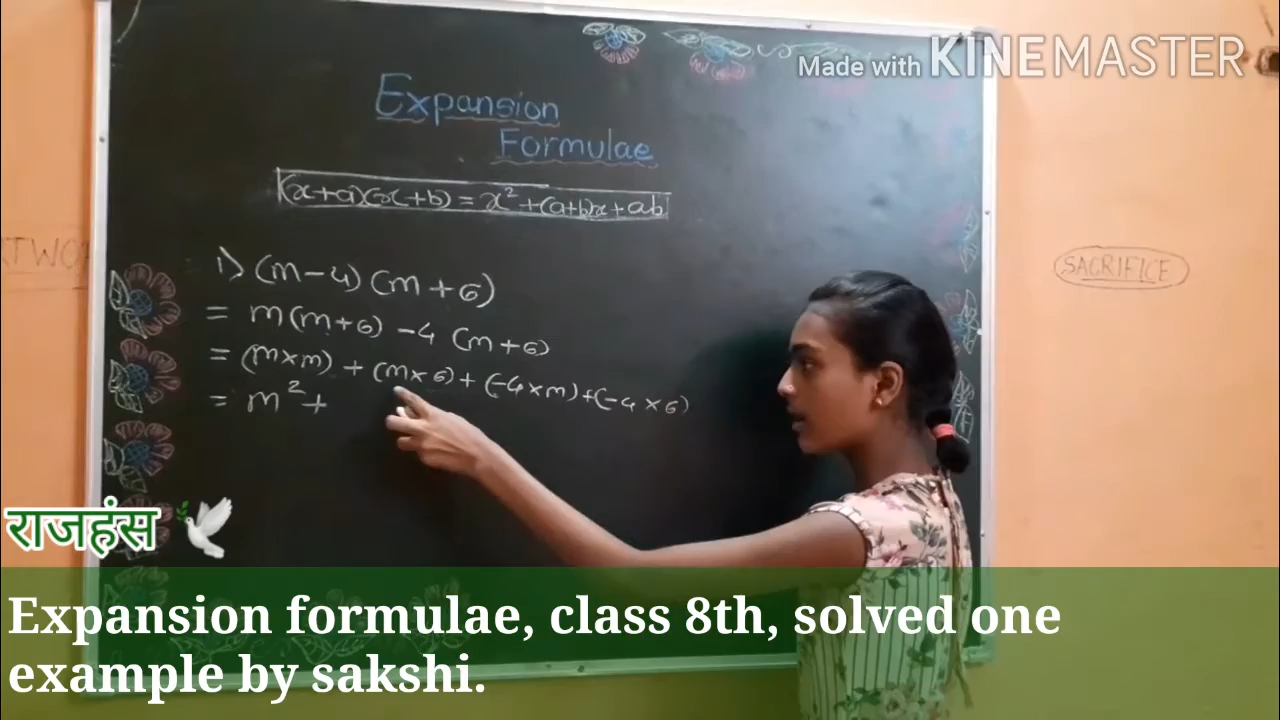 Made with KINEMASTER
Expansion
Formulae
(x+a)(x+b) = x²+(a+b)x+ab
SACRIFICE
1) (m-4) (m+6)
= m(m+6) -4 (m+6)
= (m×m) + (m×6) + (-4×m)+(-4×6)
= m²+
राजहंस
Expansion formulae, class 8th, solved one
example by sakshi.